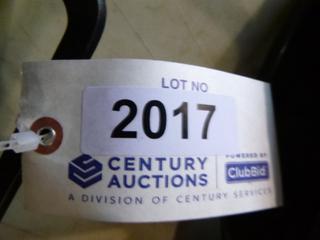 LOT NO
2017
CENTURY
AUCTIONS
POWERED BY
ClubBid
A DIVISION OF CENTURY SERVICES